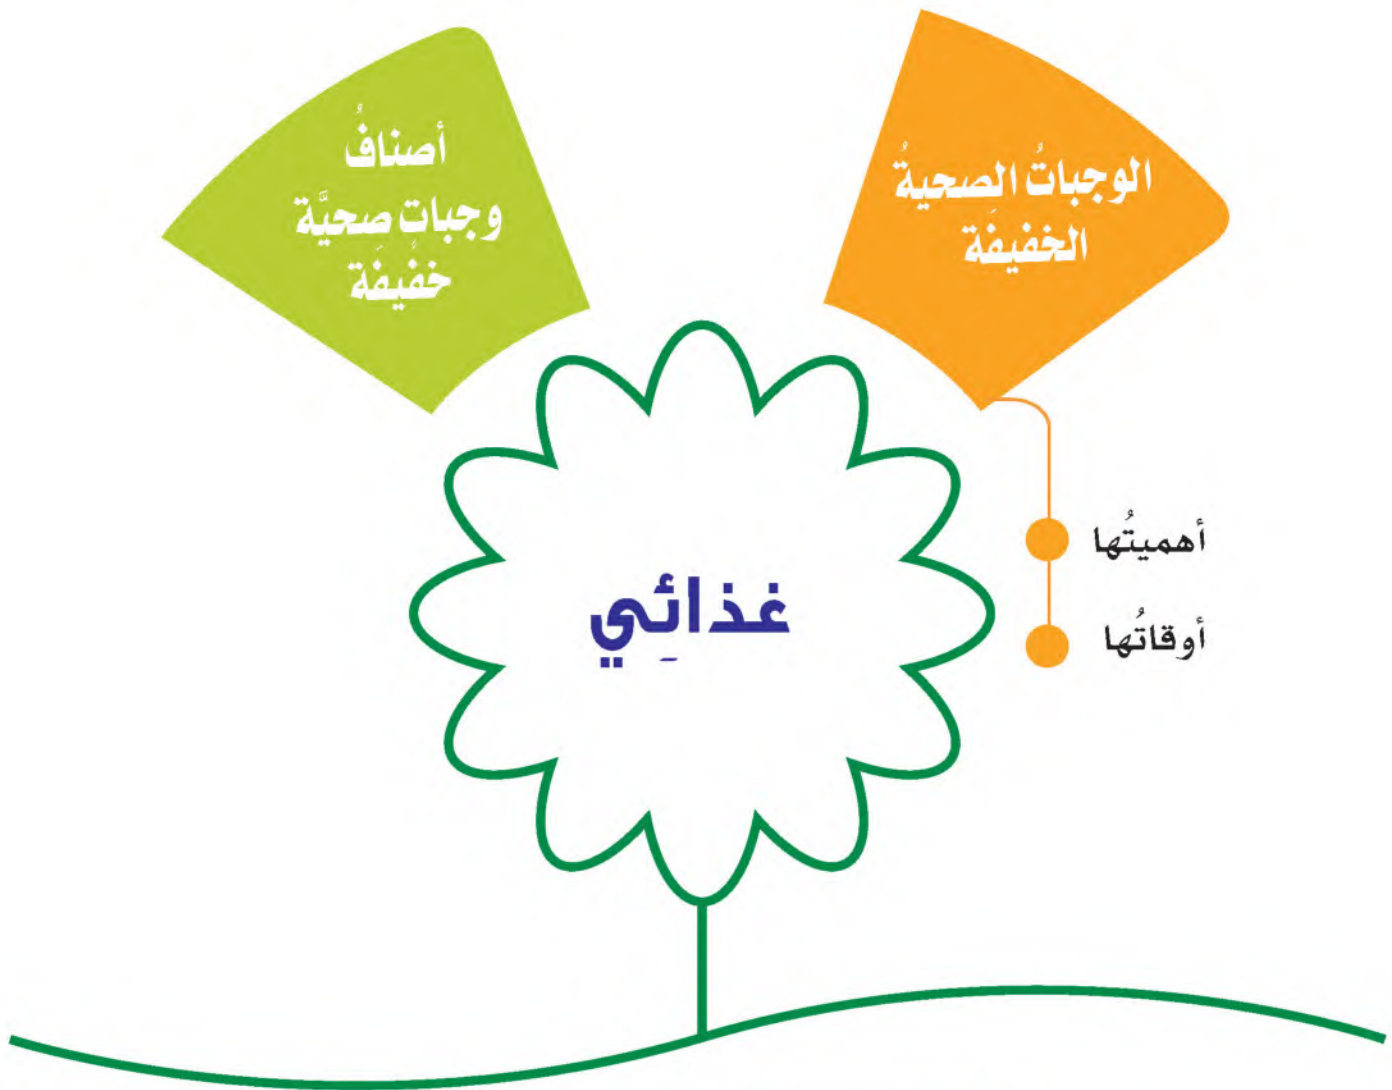 الوجباتُ الصحيةُ
الخفيفَة
أصنافُ
وجباتٍ صحيَّة
خفيفَة
أهميتُها
أوقاتُها
غذائِي